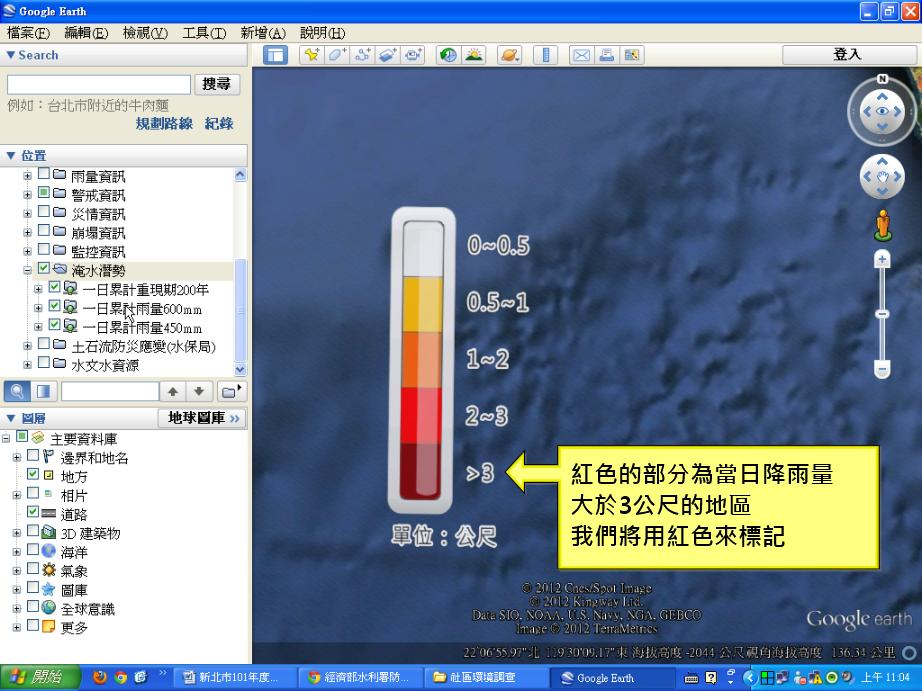 Google Earth
檔案(F) 編輯(E) 檢視(V) 工具(T) 新增(A) 說明(H)
Search
登入
搜尋
例如：台北市附近的牛肉麵
規劃路線 紀錄
位置
雨量資訊
警戒資訊
災情資訊
崩塌資訊
監控資訊
淹水潛勢
一日累計重現期200年
一日累計雨量600mm
一日累計雨量450mm
土石流防災應變(水保局)
水文水資源
圖層
地球圖庫 >>
主要資料庫
邊界和地名
地方
相片
道路
3D 建築物
海洋
氣象
圖庫
全球意識
更多
N
0~0.5
0.5~1
1~2
2~3
>3
單位：公尺
紅色的部分為當日降雨量
大於3公尺的地區
我們將用紅色來標記
© 2012 Cnes/Spot Image
© 2012 Kingway Ltd.
Data SIO, NOAA, U.S. Navy, NGA, GEBCO
Image © 2012 TerraMetrics
Google earth
22°06'55.97"北 119°30'09.17"東 海拔高度 -2044 公尺 視角海拔高度 136.34 公里
開始
新北市101年度...
經濟部水利署防...
社區環境調查
Google Earth
上午 11:04